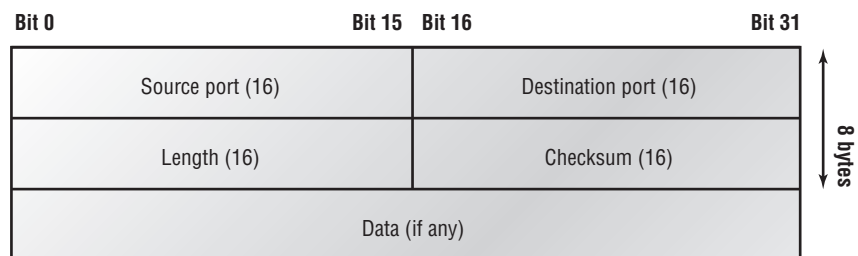 Bit 0 Bit 15 Bit 16 Bit 31
Source port (16) Destination port (16)
Length (16) Checksum (16)
8 bytes
Data (if any)